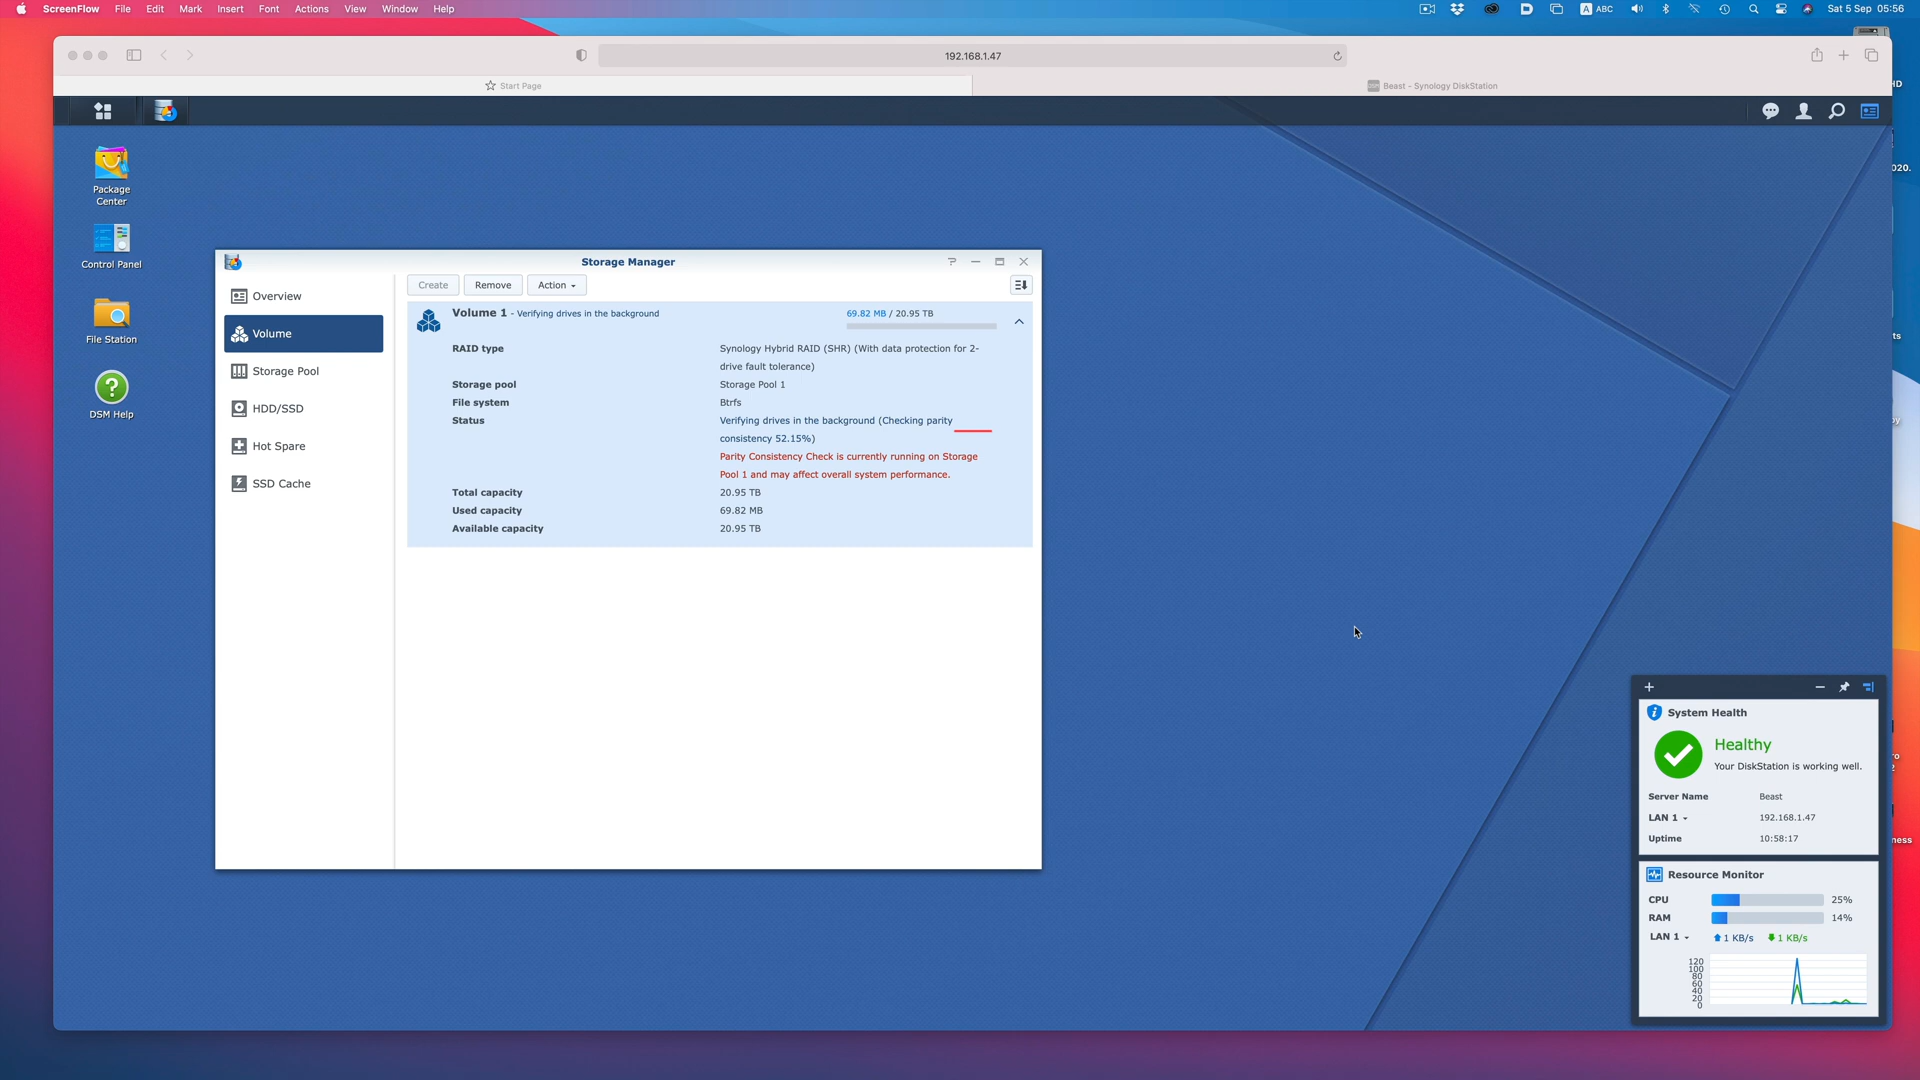 ScreenFlow File Edit Mark Insert Font Actions View Window Help
A ABC Sat 5 Sep 05:56
192.168.1.47
Start Page
Beast - Synology DiskStation
HD
020.
Package
Center
Control Panel
File Station
DSM Help
Storage Manager
Overview
Volume
Storage Pool
HDD/SSD
Hot Spare
SSD Cache
Create Remove Action
Volume 1 - Verifying drives in the background 69.82 MB / 20.95 TB
RAID type Synology Hybrid RAID (SHR) (With data protection for 2-
drive fault tolerance)
Storage pool Storage Pool 1
File system Btrfs
Status Verifying drives in the background (Checking parity
consistency 52.15%)
Parity Consistency Check is currently running on Storage
Pool 1 and may affect overall system performance.
Total capacity 20.95 TB
Used capacity 69.82 MB
Available capacity 20.95 TB
ts
System Health
Healthy
Your DiskStation is working well.
Server Name Beast
LAN 1 192.168.1.47
Uptime 10:58:17
ness
Resource Monitor
CPU 25%
RAM 14%
LAN 1 1 KB/s 1 KB/s
120
100
80
60
40
20
0